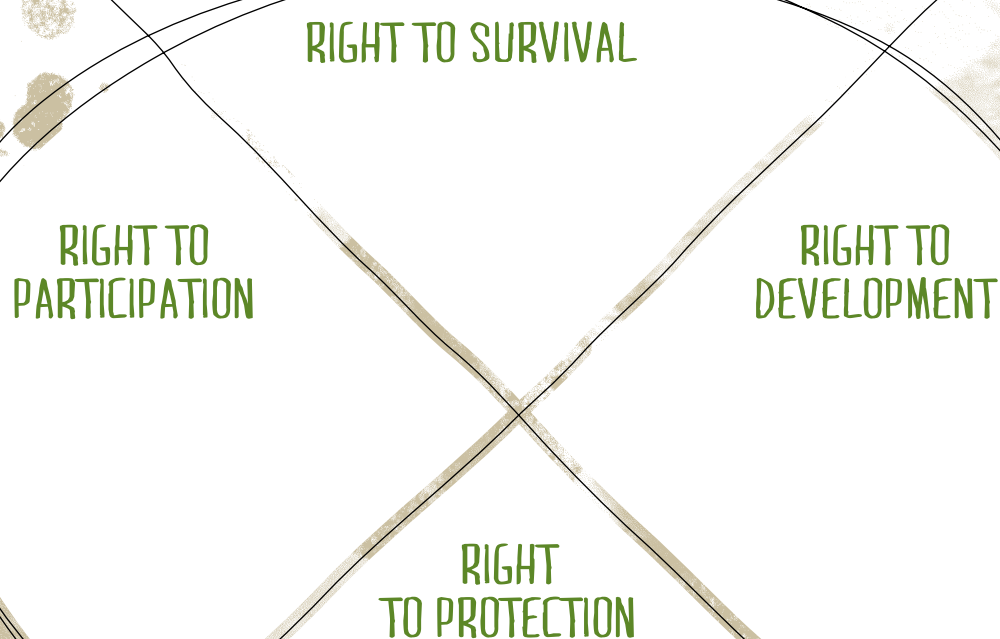 RIGHT TO SURVIVAL
RIGHT TO
PARTICIPATION
RIGHT TO
DEVELOPMENT
RIGHT
TO PROTECTION